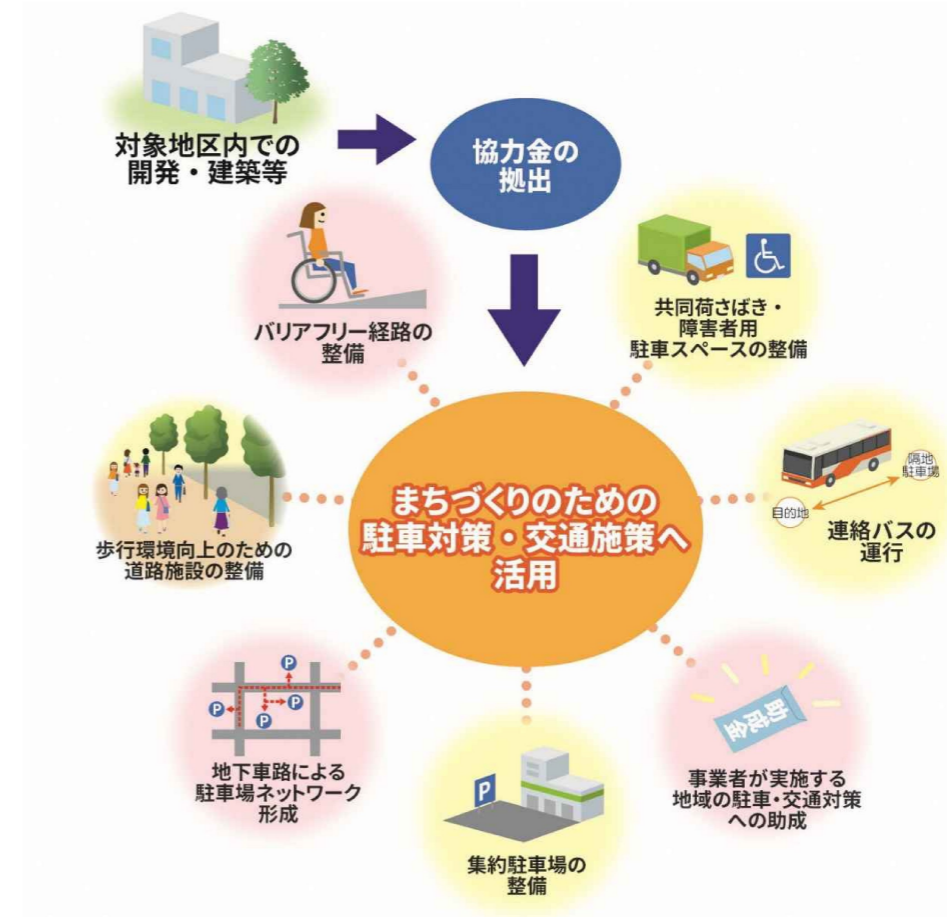 対象地区内での
開発・建築等
協力金の
拠出
バリアフリー経路の
整備
共同荷さばき・
障害者用
駐車スペースの整備
まちづくりのための
駐車対策・交通施策へ
活用
隔地
駐車場
目的地
連絡バスの
運行
歩行環境向上のための
道路施設の整備
P
P
P
P
地下車路による
駐車場ネットワーク
形成
P
集約駐車場の
整備
助成金
事業者が実施する
地域の駐車・交通対策
への助成